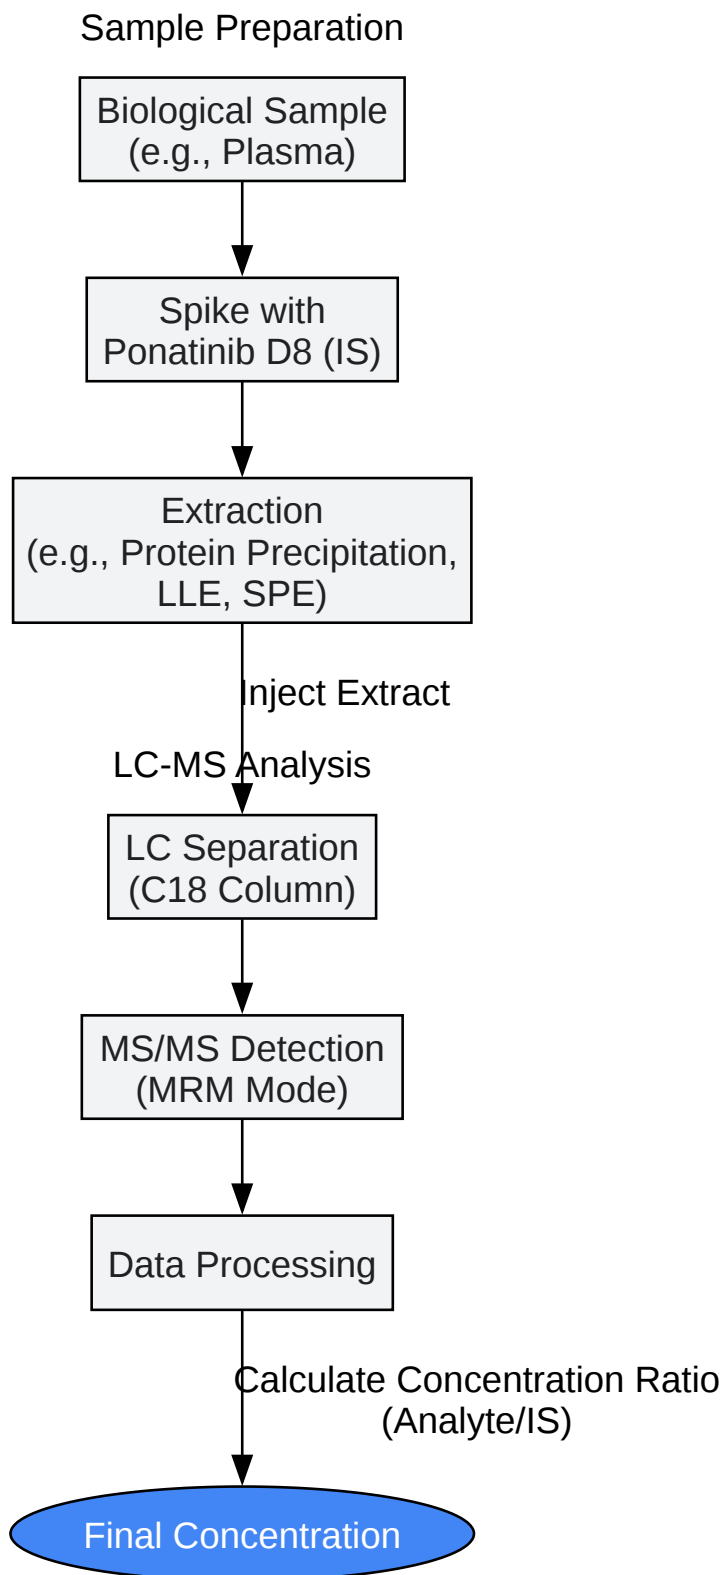 Sample Preparation
Biological Sample
(e.g., Plasma)
Spike with
Ponatinib D8 (IS)
Extraction
(e.g., Protein Precipitation,
LLE, SPE)
Inject Extract
LC-MS Analysis
LC Separation
(C18 Column)
MS/MS Detection
(MRM Mode)
Data Processing
Calculate Concentration Ratio
(Analyte/IS)
Final Concentration